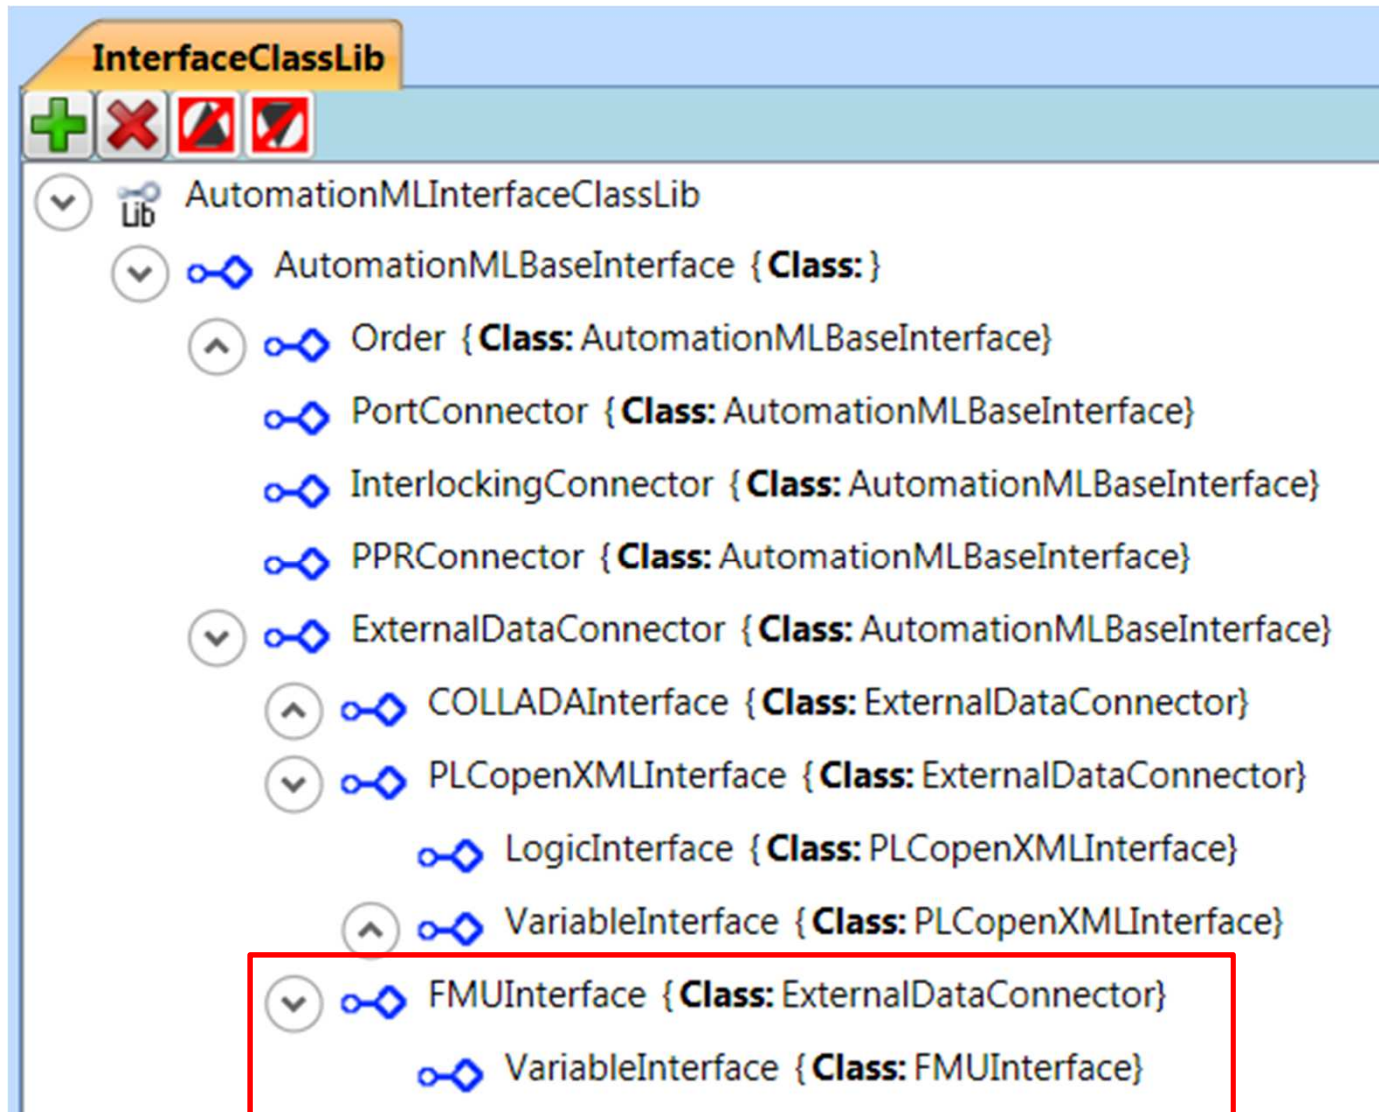 InterfaceClassLib
Lib AutomationMLInterfaceClassLib
AutomationMLBaseInterface {Class: }
Order {Class: AutomationMLBaseInterface}
PortConnector {Class: AutomationMLBaseInterface}
InterlockingConnector {Class: AutomationMLBaseInterface}
PPRConnector {Class: AutomationMLBaseInterface}
ExternalDataConnector {Class: AutomationMLBaseInterface}
COLLADAInterface {Class: ExternalDataConnector}
PLCopenXMLInterface {Class: ExternalDataConnector}
LogicInterface {Class: PLCopenXMLInterface}
VariableInterface {Class: PLCopenXMLInterface}
FMUInterface {Class: ExternalDataConnector}
VariableInterface {Class: FMUInterface}